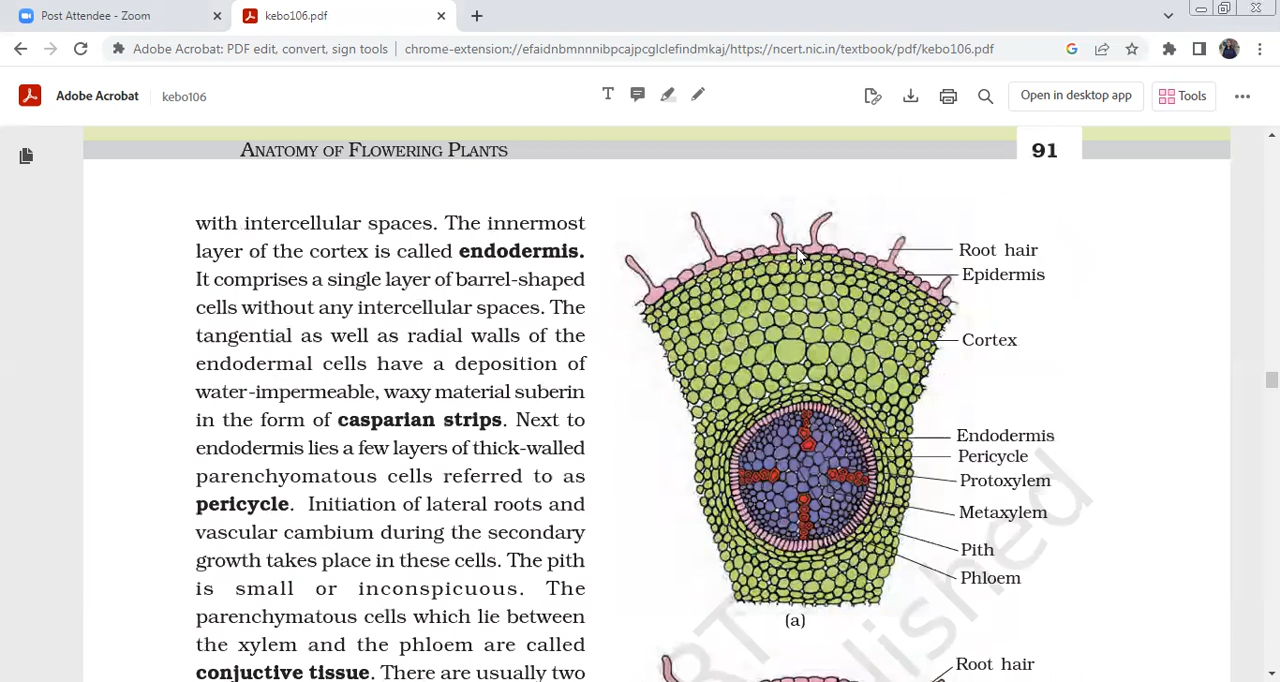 Post Attendee - Zoom
kebo106.pdf
Adobe Acrobat: PDF edit, convert, sign tools
chrome-extension://efaidnbmnnnibpcajpcglclefindmkaj/https://ncert.nic.in/textbook/pdf/kebo106.pdf
Adobe Acrobat
kebo106
Open in desktop app
Tools
ANATOMY OF FLOWERING PLANTS
91
with intercellular spaces. The innermost
layer of the cortex is called endodermis.
It comprises a single layer of barrel-shaped
cells without any intercellular spaces. The
tangential as well as radial walls of the
endodermal cells have a deposition of
water-impermeable, waxy material suberin
in the form of casparian strips. Next to
endodermis lies a few layers of thick-walled
parenchyomatous cells referred to as
pericycle. Initiation of lateral roots and
vascular cambium during the secondary
growth takes place in these cells. The pith
is small or inconspicuous. The
parenchymatous cells which lie between
the xylem and the phloem are called
conjuctive tissue. There are usually two
Root hair
Epidermis
Cortex
Endodermis
Pericycle
Protoxylem
Metaxylem
Pith
Phloem
(a)
Root hair